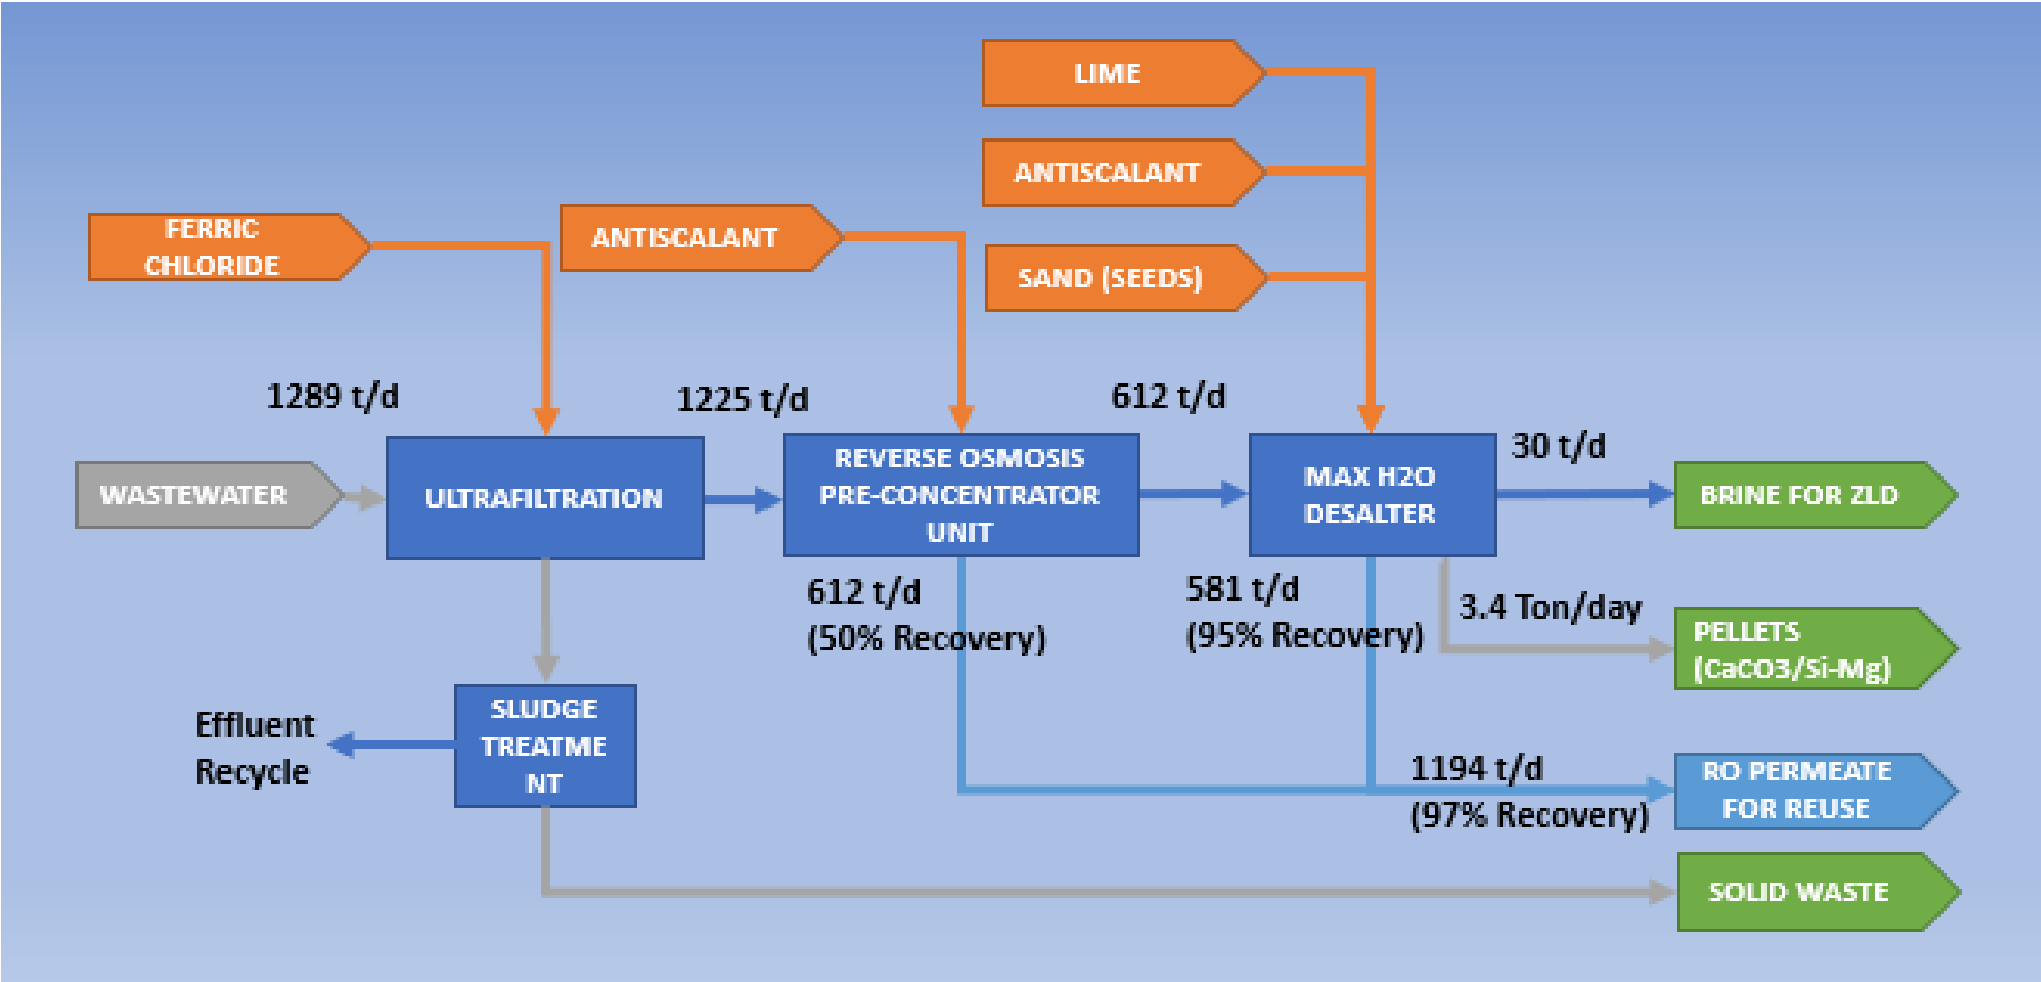 LIME
ANTISCALANT
SAND (SEEDS)
FERRIC
CHLORIDE
ANTISCALANT
1289 t/d
1225 t/d
612 t/d
30 t/d
WASTEWATER
ULTRAFILTRATION
REVERSE OSMOSIS
PRE-CONCENTRATOR
UNIT
MAX H2O
DESALTER
BRINE FOR ZLD
612 t/d
(50% Recovery)
581 t/d
(95% Recovery)
3.4 Ton/day
PELLETS
(CaCO3/Si-Mg)
SLUDGE
TREATME
NT
Effluent
Recycle
1194 t/d
(97% Recovery)
RO PERMEATE
FOR REUSE
SOLID WASTE